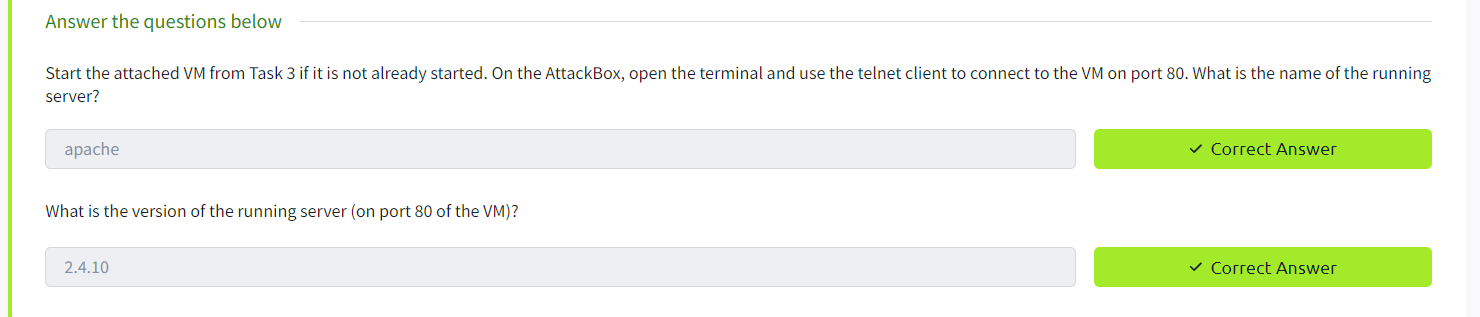 Answer the questions below
Start the attached VM from Task 3 if it is not already started. On the AttackBox, open the terminal and use the telnet client to connect to the VM on port 80. What is the name of the running
server?
apache
✓ Correct Answer
What is the version of the running server (on port 80 of the VM)?
2.4.10
✓ Correct Answer